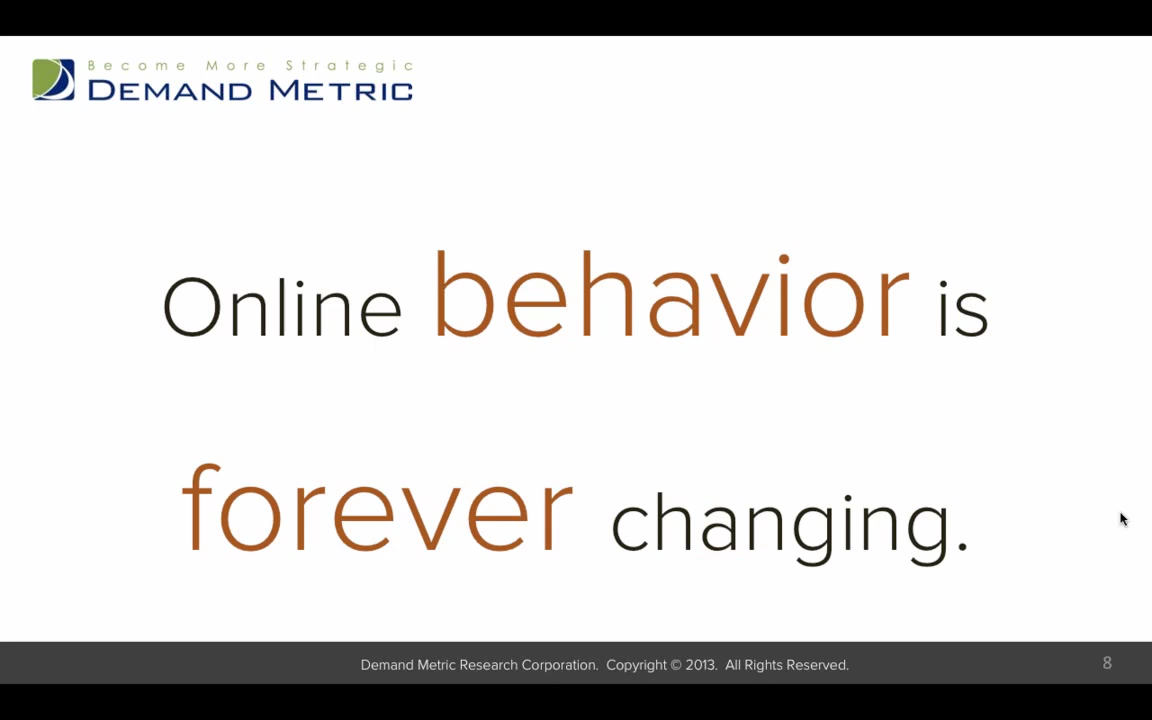 Become More Strategic
DEMAND METRIC
Online behavior is
forever changing.
Demand Metric Research Corporation.  Copyright © 2013.  All Rights Reserved.
8